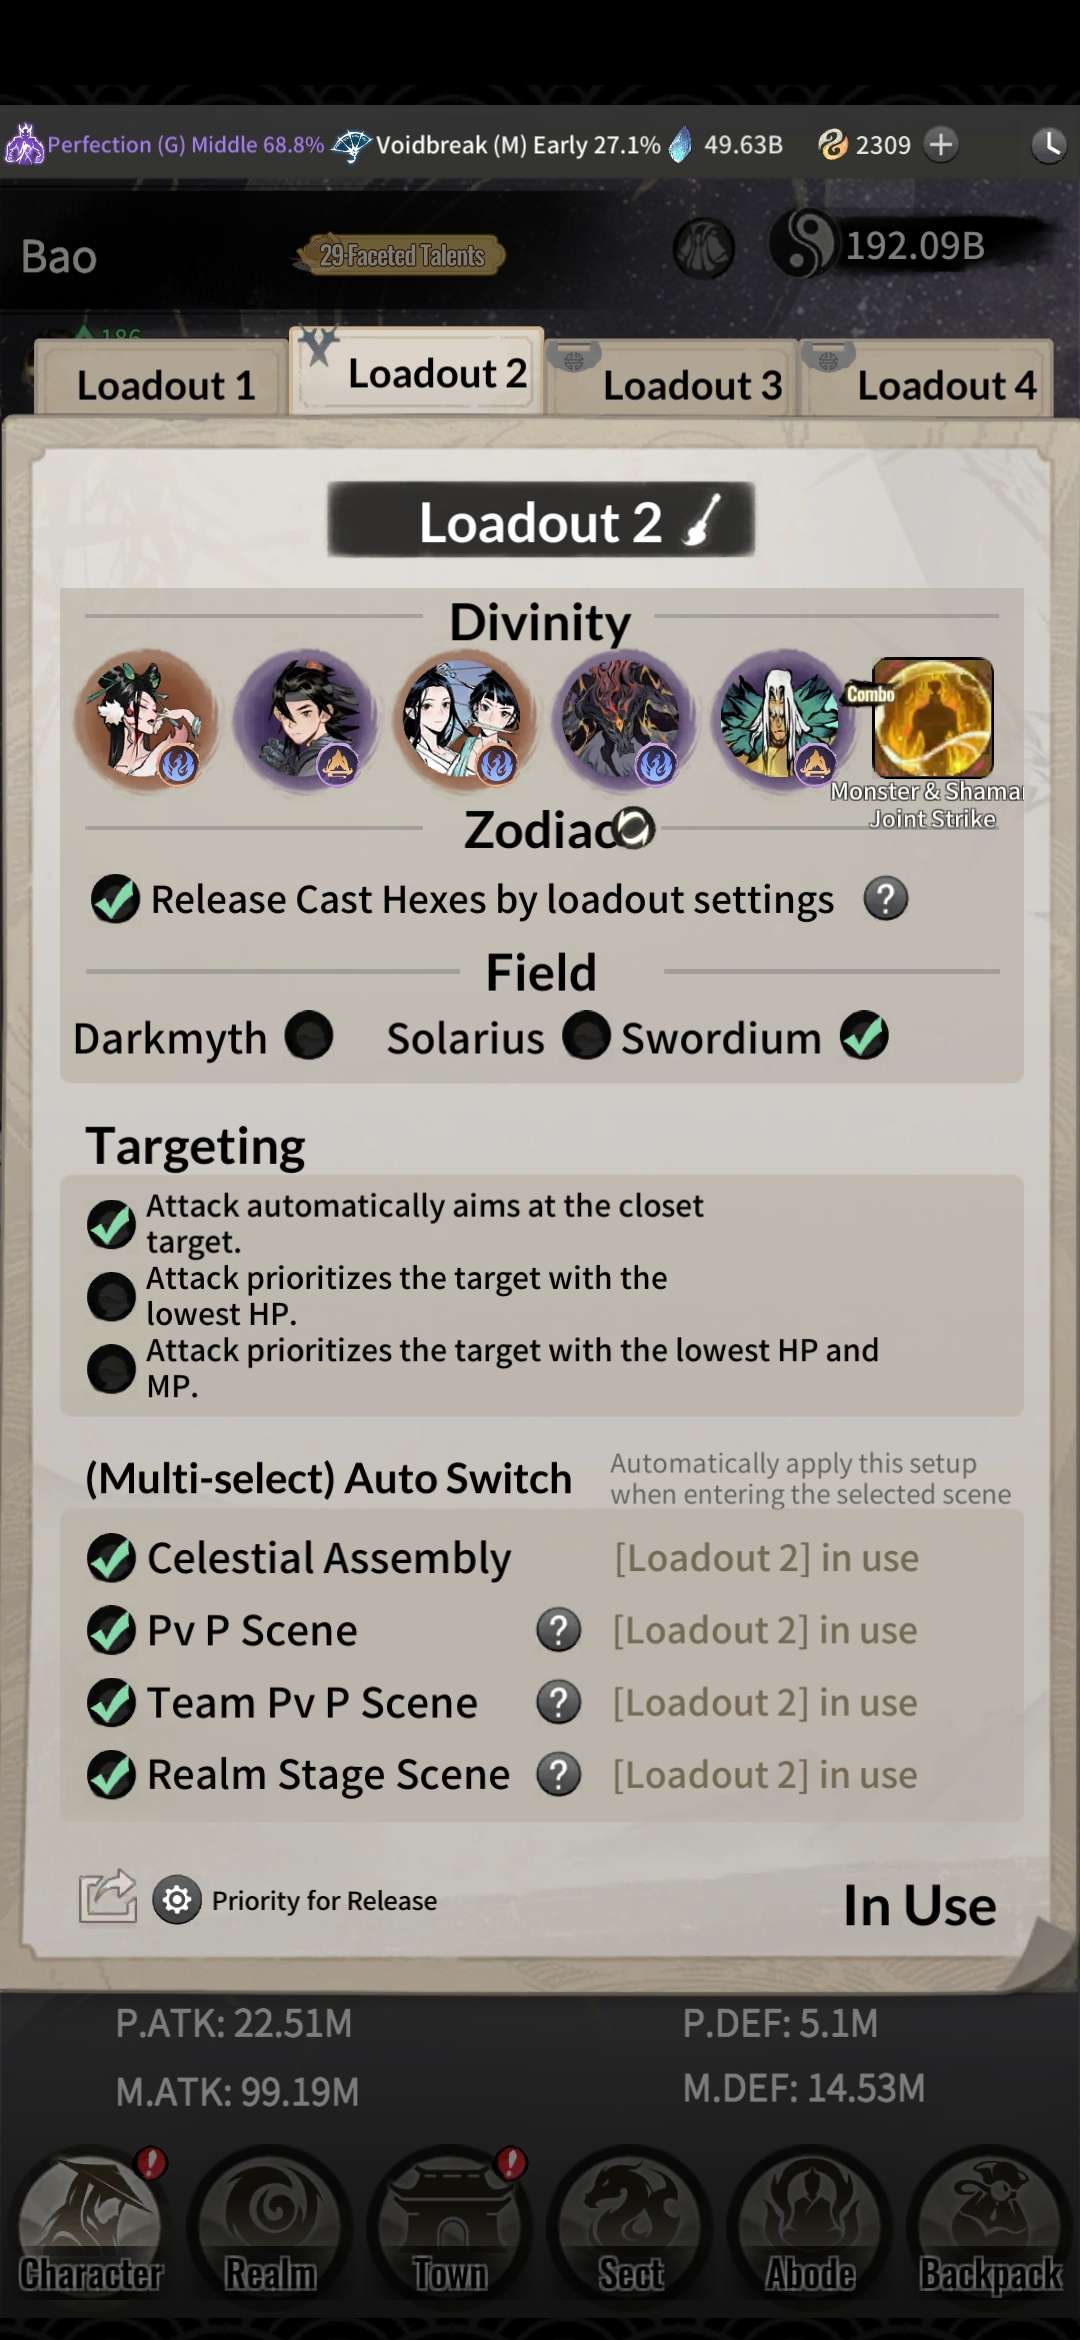 Perfection (G) Middle 68.8% Voidbreak (M) Early 27.1% 49.63B 2309
Bao 29-Faceted Talents 192.09B
186
Loadout 1 Loadout 2 Loadout 3 Loadout 4
Loadout 2
Divinity
Combo
Monster & Shama
Joint Strike
Zodiac
Release Cast Hexes by loadout settings ?
Field
Darkmyth Solarius Swordium
Targeting
Attack automatically aims at the closet
target.
Attack prioritizes the target with the
lowest HP.
Attack prioritizes the target with the lowest HP and
MP.
(Multi-select) Auto Switch
Automatically apply this setup
when entering the selected scene
Celestial Assembly [Loadout 2] in use
Pv P Scene ? [Loadout 2] in use
Team Pv P Scene ? [Loadout 2] in use
Realm Stage Scene ? [Loadout 2] in use
Priority for Release In Use
P.ATK: 22.51M P.DEF: 5.1M
M.ATK: 99.19M M.DEF: 14.53M
Character Realm Town Sect Abode Backpack